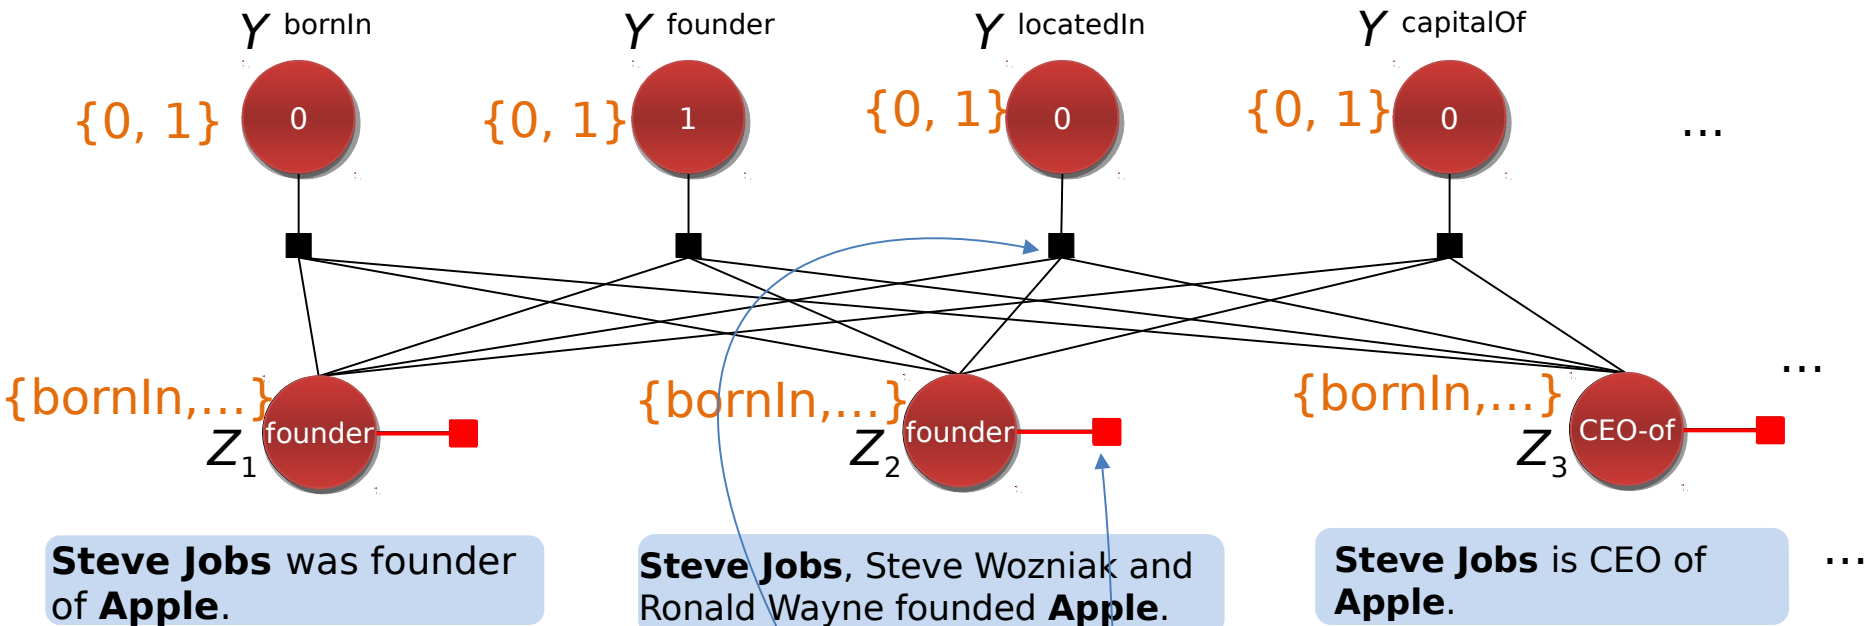 Y bornIn
Y founder
Y locatedIn
Y capitalOf
{0, 1} 0
{0, 1} 1
{0, 1} 0
{0, 1} 0
...
...
{bornIn,...}
founder
Z1
{bornIn,...}
founder
Z2
{bornIn,...}
CEO-of
Z3
Steve Jobs was founder
of Apple.
Steve Jobs, Steve Wozniak and
Ronald Wayne founded Apple.
Steve Jobs is CEO of
Apple.
...